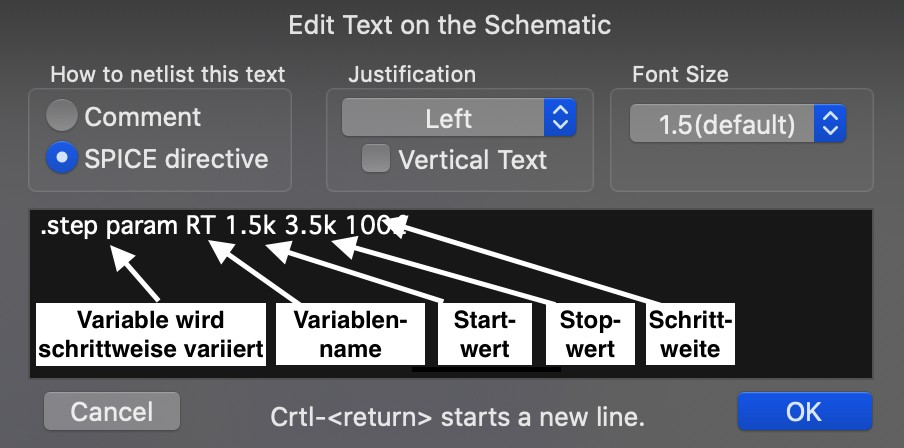 Edit Text on the Schematic
How to netlist this text
Justification
Font Size
Comment
SPICE directive
Left
Vertical Text
1.5(default)
.step param RT 1.5k 3.5k 100
Variable wird
schrittweise variiert
Variablen-
name
Start-
wert
Stop-
wert
Schritt-
weite
Cancel
Crtl-<return> starts a new line.
OK